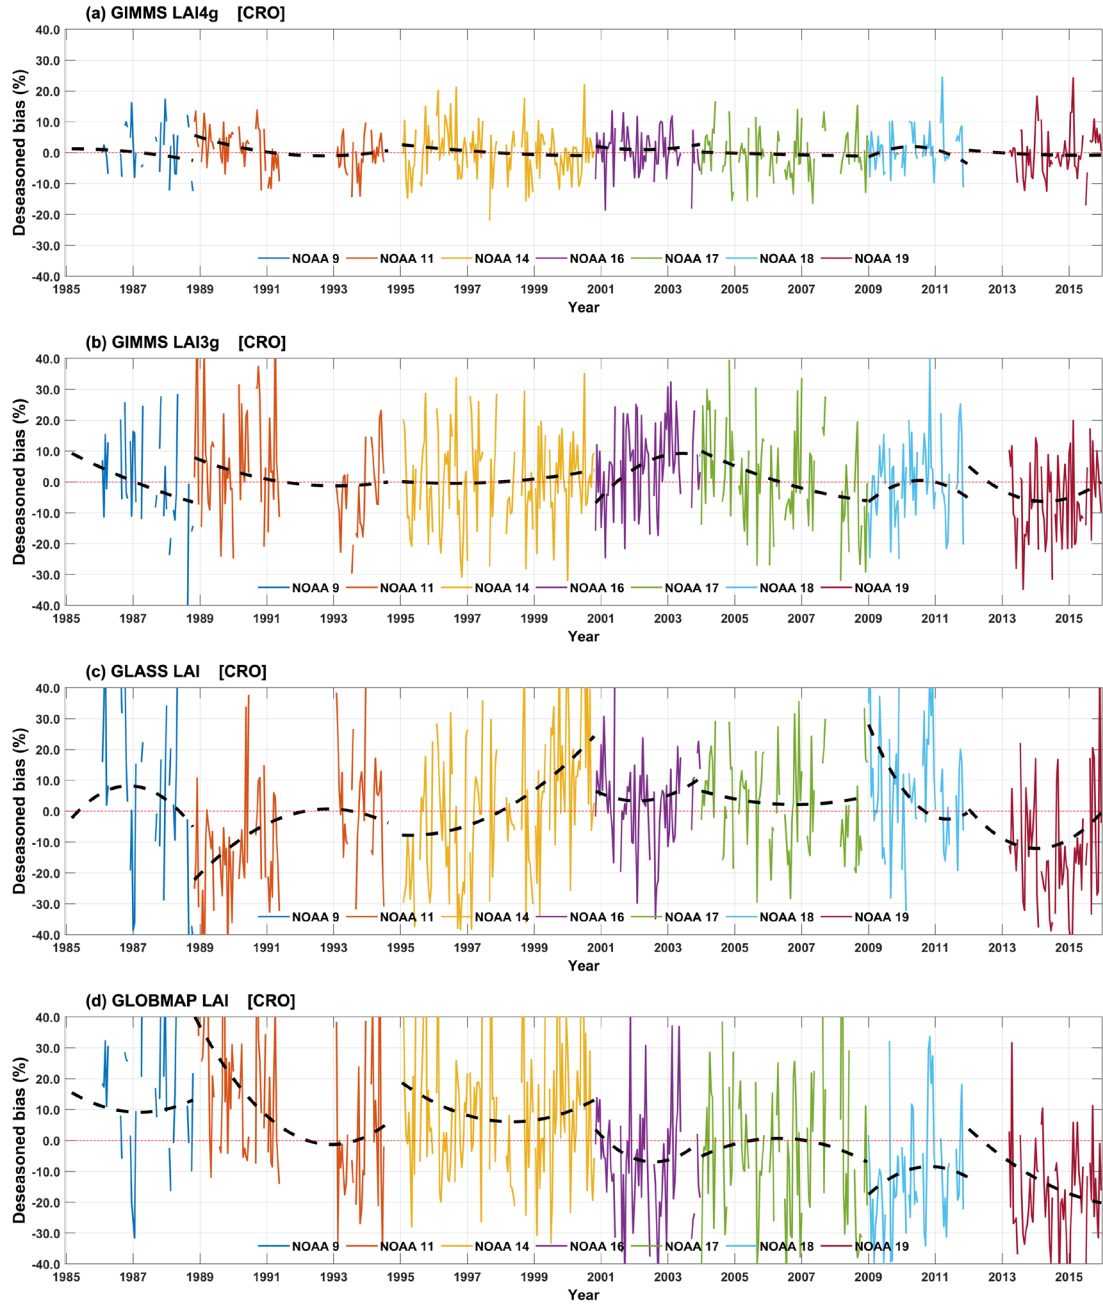 (a) GIMMS LAI4g [CRO]
Deseasoned bias (%)
40.0
30.0
20.0
10.0
0.0
-10.0
-20.0
-30.0
-40.0
NOAA 9 NOAA 11 NOAA 14 NOAA 16 NOAA 17 NOAA 18 NOAA 19
1985 1987 1989 1991 1993 1995 1997 1999 2001 2003 2005 2007 2009 2011 2013 2015
Year
(b) GIMMS LAI3g [CRO]
Deseasoned bias (%)
40.0
30.0
20.0
10.0
0.0
-10.0
-20.0
-30.0
-40.0
NOAA 9 NOAA 11 NOAA 14 NOAA 16 NOAA 17 NOAA 18 NOAA 19
1985 1987 1989 1991 1993 1995 1997 1999 2001 2003 2005 2007 2009 2011 2013 2015
Year
(c) GLASS LAI [CRO]
Deseasoned bias (%)
40.0
30.0
20.0
10.0
0.0
-10.0
-20.0
-30.0
-40.0
NOAA 9 NOAA 11 NOAA 14 NOAA 16 NOAA 17 NOAA 18 NOAA 19
1985 1987 1989 1991 1993 1995 1997 1999 2001 2003 2005 2007 2009 2011 2013 2015
Year
(d) GLOBMAP LAI [CRO]
Deseasoned bias (%)
40.0
30.0
20.0
10.0
0.0
-10.0
-20.0
-30.0
-40.0
NOAA 9 NOAA 11 NOAA 14 NOAA 16 NOAA 17 NOAA 18 NOAA 19
1985 1987 1989 1991 1993 1995 1997 1999 2001 2003 2005 2007 2009 2011 2013 2015
Year